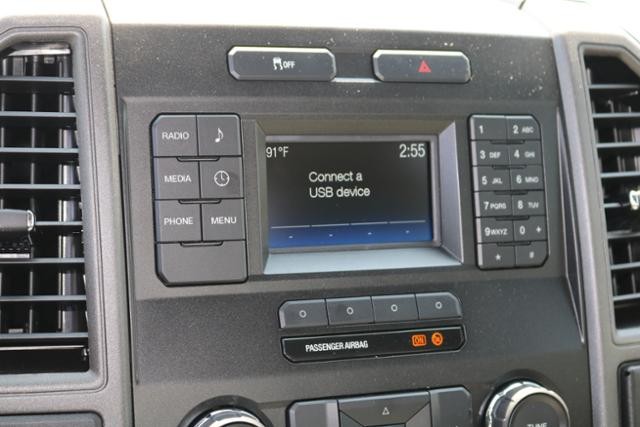 OFF
RADIO
MEDIA
PHONE MENU
91°F 2:55
Connect a
USB device
1 2 ABC
3 DEF 4 GHI
5 JKL 6 MNO
7 PQRS 8 TUV
9 WXYZ 0 +
* #
PASSENGER AIRBAG ON
TUNE